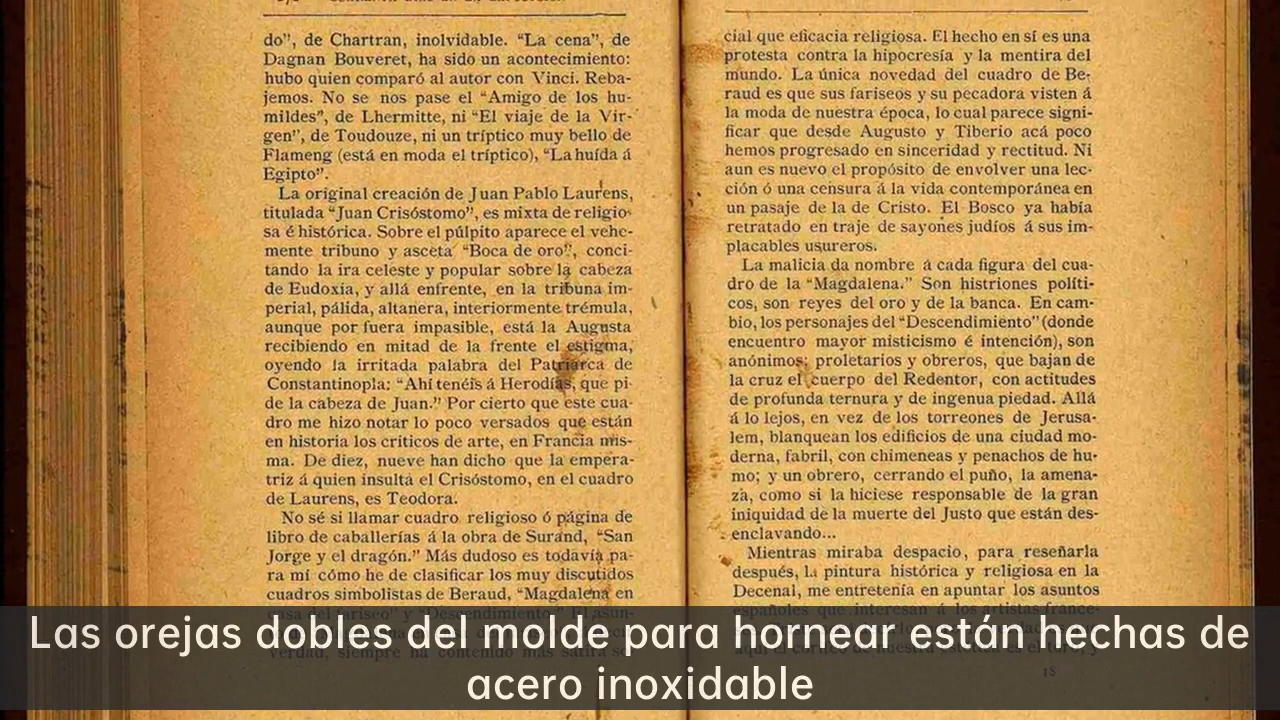 do”, de Chartran, inolvidable. “La cena”, de
Dagnan Bouveret, ha sido un acontecimiento:
hubo quien comparó al autor con Vinci. Reba-
jemos. No se nos pase el “Amigo de los hu-
mildes”, de Lhermitte, ni “El viaje de la Vir-
gen”, de Toudouze, ni un tríptico muy bello de
Flameng (está en moda el tríptico), “La huída á
Egipto”.
La original creación de Juan Pablo Laurens,
titulada “Juan Crisóstomo”, es mixta de religio-
sa é histórica. Sobre el púlpito aparece el vehe-
mente tribuno y asceta “Boca de oro”, conci-
tando la ira celeste y popular sobre la cabeza
de Eudoxia, y allá enfrente, en la tribuna im-
perial, pálida, altanera, interiormente trémula,
aunque por fuera impasible, está la Augusta
recibiendo en mitad de la frente el estigma,
oyendo la irritada palabra del Patriarca de
Constantinopla: “Ahí tenéis á Herodías, que pi-
de la cabeza de Juan.” Por cierto que este cua-
dro me hizo notar lo poco versados que están
en historia los críticos de arte, en Francia mis-
ma. De diez, nueve han dicho que la empera-
triz á quien insulta el Crisóstomo, en el cuadro
de Laurens, es Teodora.
No sé si llamar cuadro religioso ó página de
libro de caballerías á la obra de Surand, “San
Jorge y el dragón.” Más dudoso es todavía pa-
ra mí cómo he de clasificar los muy discutidos
cuadros simbolistas de Beraud, “Magdalena en
casa del fariseo” y “Descendimiento.” El asun-
verdad, siempre ha contenido más sátira so-
cial que eficacia religiosa. El hecho en sí es una
protesta contra la hipocresía y la mentira del
mundo. La única novedad del cuadro de Be-
raud es que sus fariseos y su pecadora visten á
la moda de nuestra época, lo cual parece signi-
ficar que desde Augusto y Tiberio acá poco
hemos progresado en sinceridad y rectitud. Ni
aun es nuevo el propósito de envolver una lec-
ción ó una censura á la vida contemporánea en
un pasaje de la de Cristo. El Bosco ya había
retratado en traje de sayones judíos á sus im-
placables usureros.
La malicia da nombre á cada figura del cua-
dro de la “Magdalena.” Son histriones políti-
cos, son reyes del oro y de la banca. En cam-
bio, los personajes del “Descendimiento” (donde
encuentro mayor misticismo é intención), son
anónimos; proletarios y obreros, que bajan de
la cruz el cuerpo del Redentor, con actitudes
de profunda ternura y de ingenua piedad. Allá
á lo lejos, en vez de los torreones de Jerusa-
lem, blanquean los edificios de una ciudad mo-
derna, fabril, con chimeneas y penachos de hu-
mo; y un obrero, cerrando el puño, la amena-
za, como si la hiciese responsable de la gran
iniquidad de la muerte del Justo que están des-
enclavando...
Mientras miraba despacio, para reseñarla
después, la pintura histórica y religiosa en la
Decenal, me entretenía en apuntar los asuntos
españoles que interesan á los artistas france-
18
Las orejas dobles del molde para hornear están hechas de
acero inoxidable